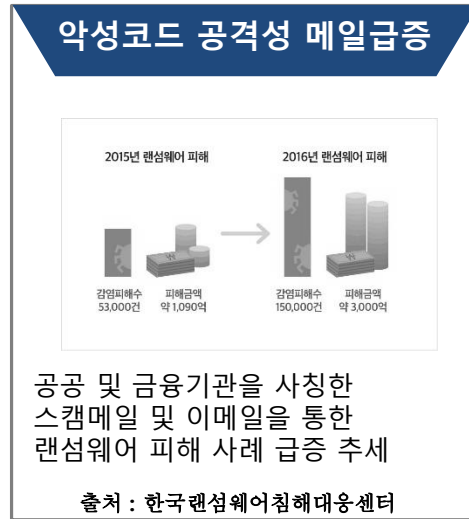 악성코드 공격성 메일급증
2015년 랜섬웨어 피해
2016년 랜섬웨어 피해
₩
₩
감염피해수
53,000건
피해금액
약 1,090억
감염피해수
150,000건
피해금액
약 3,000억
공공 및 금융기관을 사칭한
스캠메일 및 이메일을 통한
랜섬웨어 피해 사례 급증 추세
출처 : 한국랜섬웨어침해대응센터